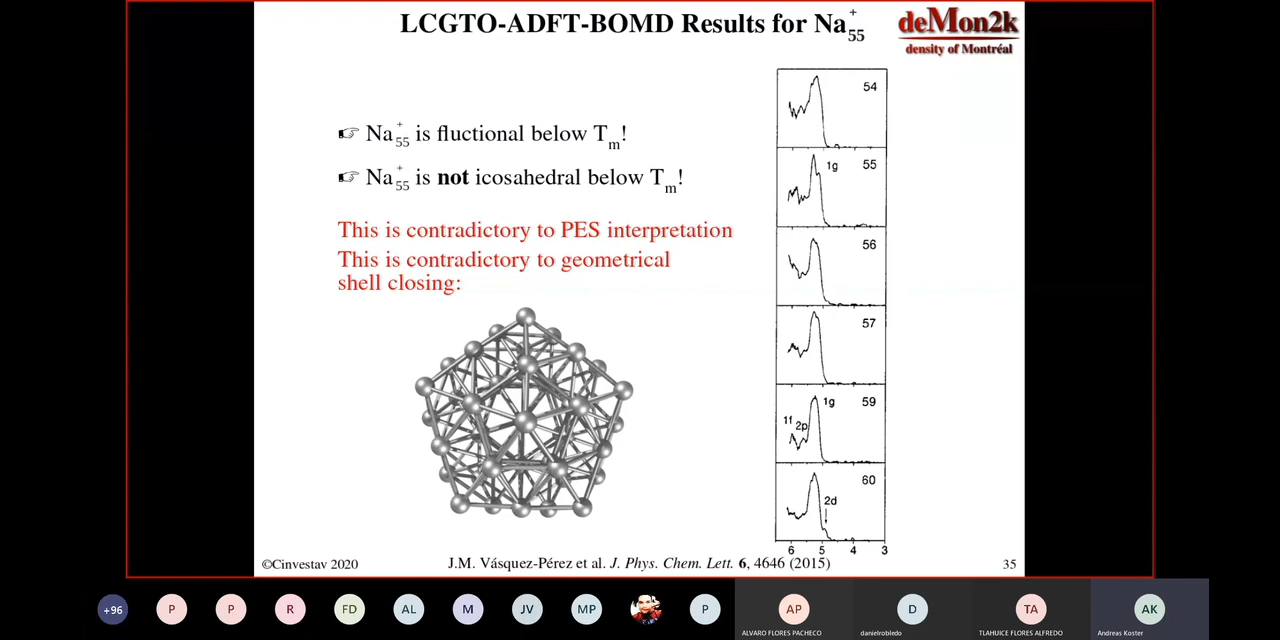 LCGTO-ADFT-BOMD Results for Na55+
deMon2k
density of Montréal
☞ Na55+ is fluctional below Tm!
☞ Na55+ is not icosahedral below Tm!
This is contradictory to PES interpretation
This is contradictory to geometrical
shell closing:
54
1g 55
56
57
1g 59
1f
2p
60
2d
6 5 4 3
©Cinvestav 2020
J.M. Vásquez-Pérez et al. J. Phys. Chem. Lett. 6, 4646 (2015)
35
+96 P P R FD AL M JV MP P AP D TA AK
ALVARO FLORES PACHECO danielrobledo TLAHUICE FLORES ALFREDO Andreas Koster